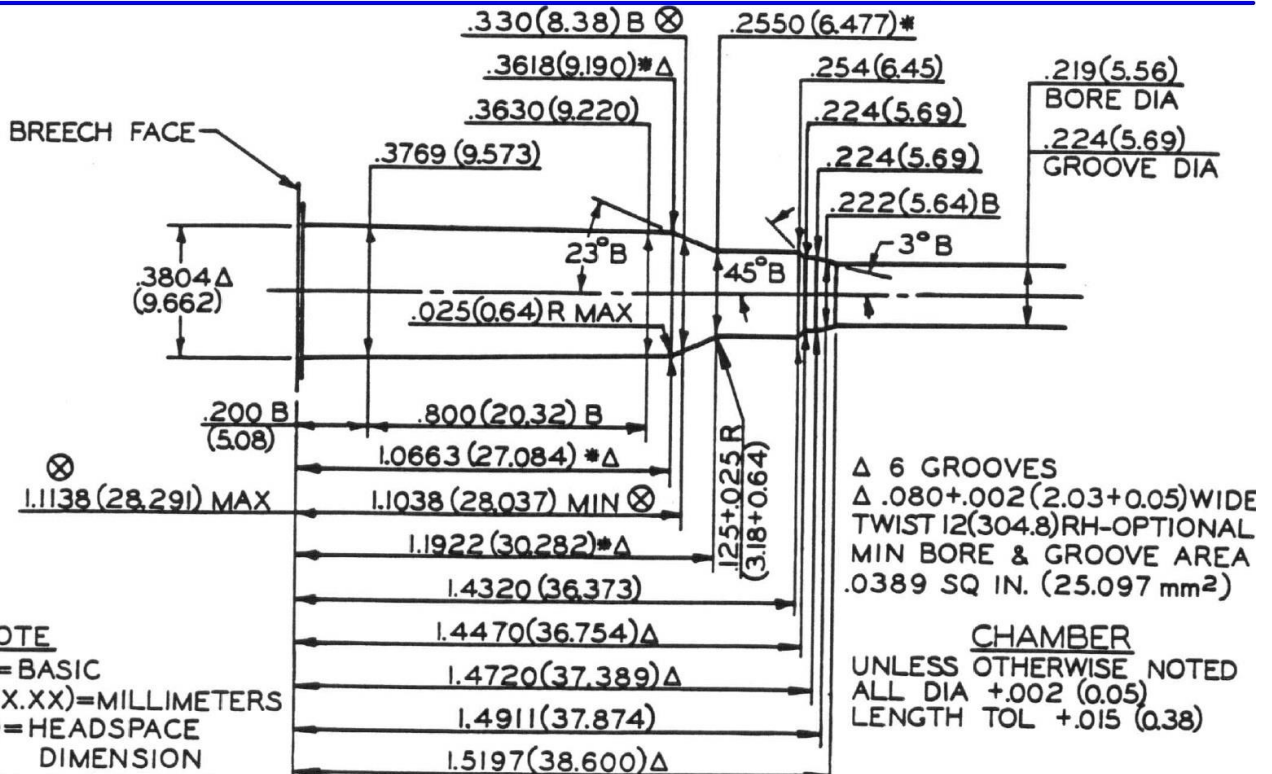 .330(8.38) B ⊗
.2550(6.477)*
.3618(9.190)*Δ
.254(6.45)
.219(5.56)
BORE DIA
.3630(9.220)
.224(5.69)
BREECH FACE
.3769 (9.573)
.224(5.69)
.224(5.69)
GROOVE DIA
.222(5.64)B
3°B
23°B
45°B
.3804 Δ
(9.662)
.025(0.64) R MAX
.200 B
(5.08)
.800(20.32) B
1.0663 (27.084) *Δ
⊗
1.1138(28.291) MAX
1.1038 (28.037) MIN ⊗
1.1922 (30.282)*Δ
.125+.025 R
(3.18+0.64)
1.4320 (36.373)
1.4470(36.754)Δ
1.4720(37.389)Δ
1.4911(37.874)
1.5197(38.600)Δ
Δ 6 GROOVES
Δ .080+.002(2.03+0.05)WIDE
TWIST 12(304.8)RH-OPTIONAL
MIN BORE & GROOVE AREA
.0389 SQ IN. (25.097 mm²)
OTE
= BASIC
X.XX)=MILLIMETERS
= HEADSPACE
DIMENSION
CHAMBER
UNLESS OTHERWISE NOTED
ALL DIA +.002 (0.05)
LENGTH TOL +.015 (0.38)